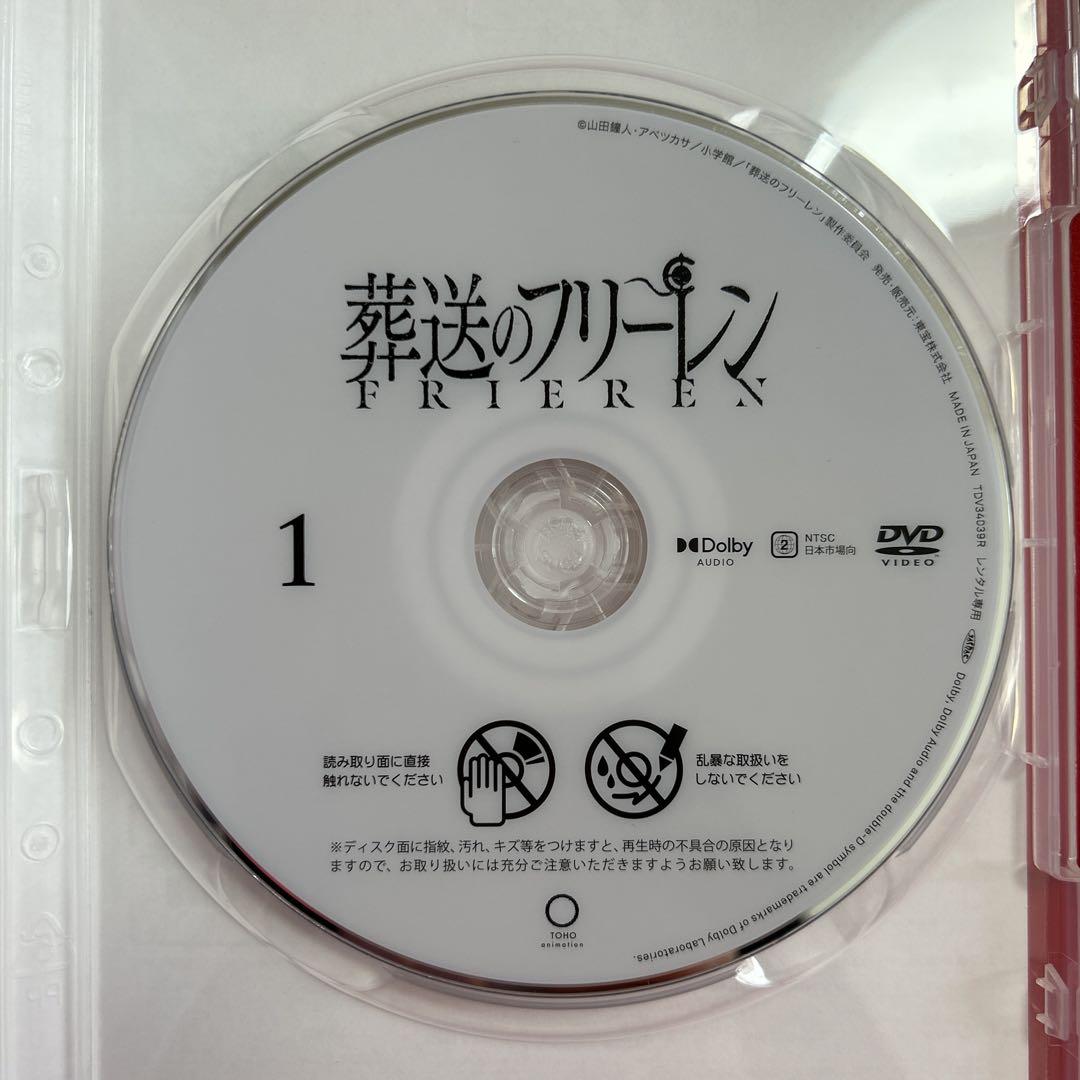 ©山田鐘人・アベツカサ/小学館/「葬送のフリーレン」製作委員会 発売・販売元:東宝株式会社 MADE IN JAPAN TDV34039R レンタル専用
葬送のフリーレン
FRIEREN
1
Dolby
AUDIO
2
NTSC
日本市場向
DVD
VIDEO
読み取り面に直接
触れないでください
乱暴な取扱いを
しないでください
※ディスク面に指紋、汚れ、キズ等をつけますと、再生時の不具合の原因となり
ますので、お取り扱いには充分ご注意いただきますようお願い致します。
TOHO
animation
Dolby, Dolby Audio and the double-D symbol are trademarks of Dolby Laboratories.